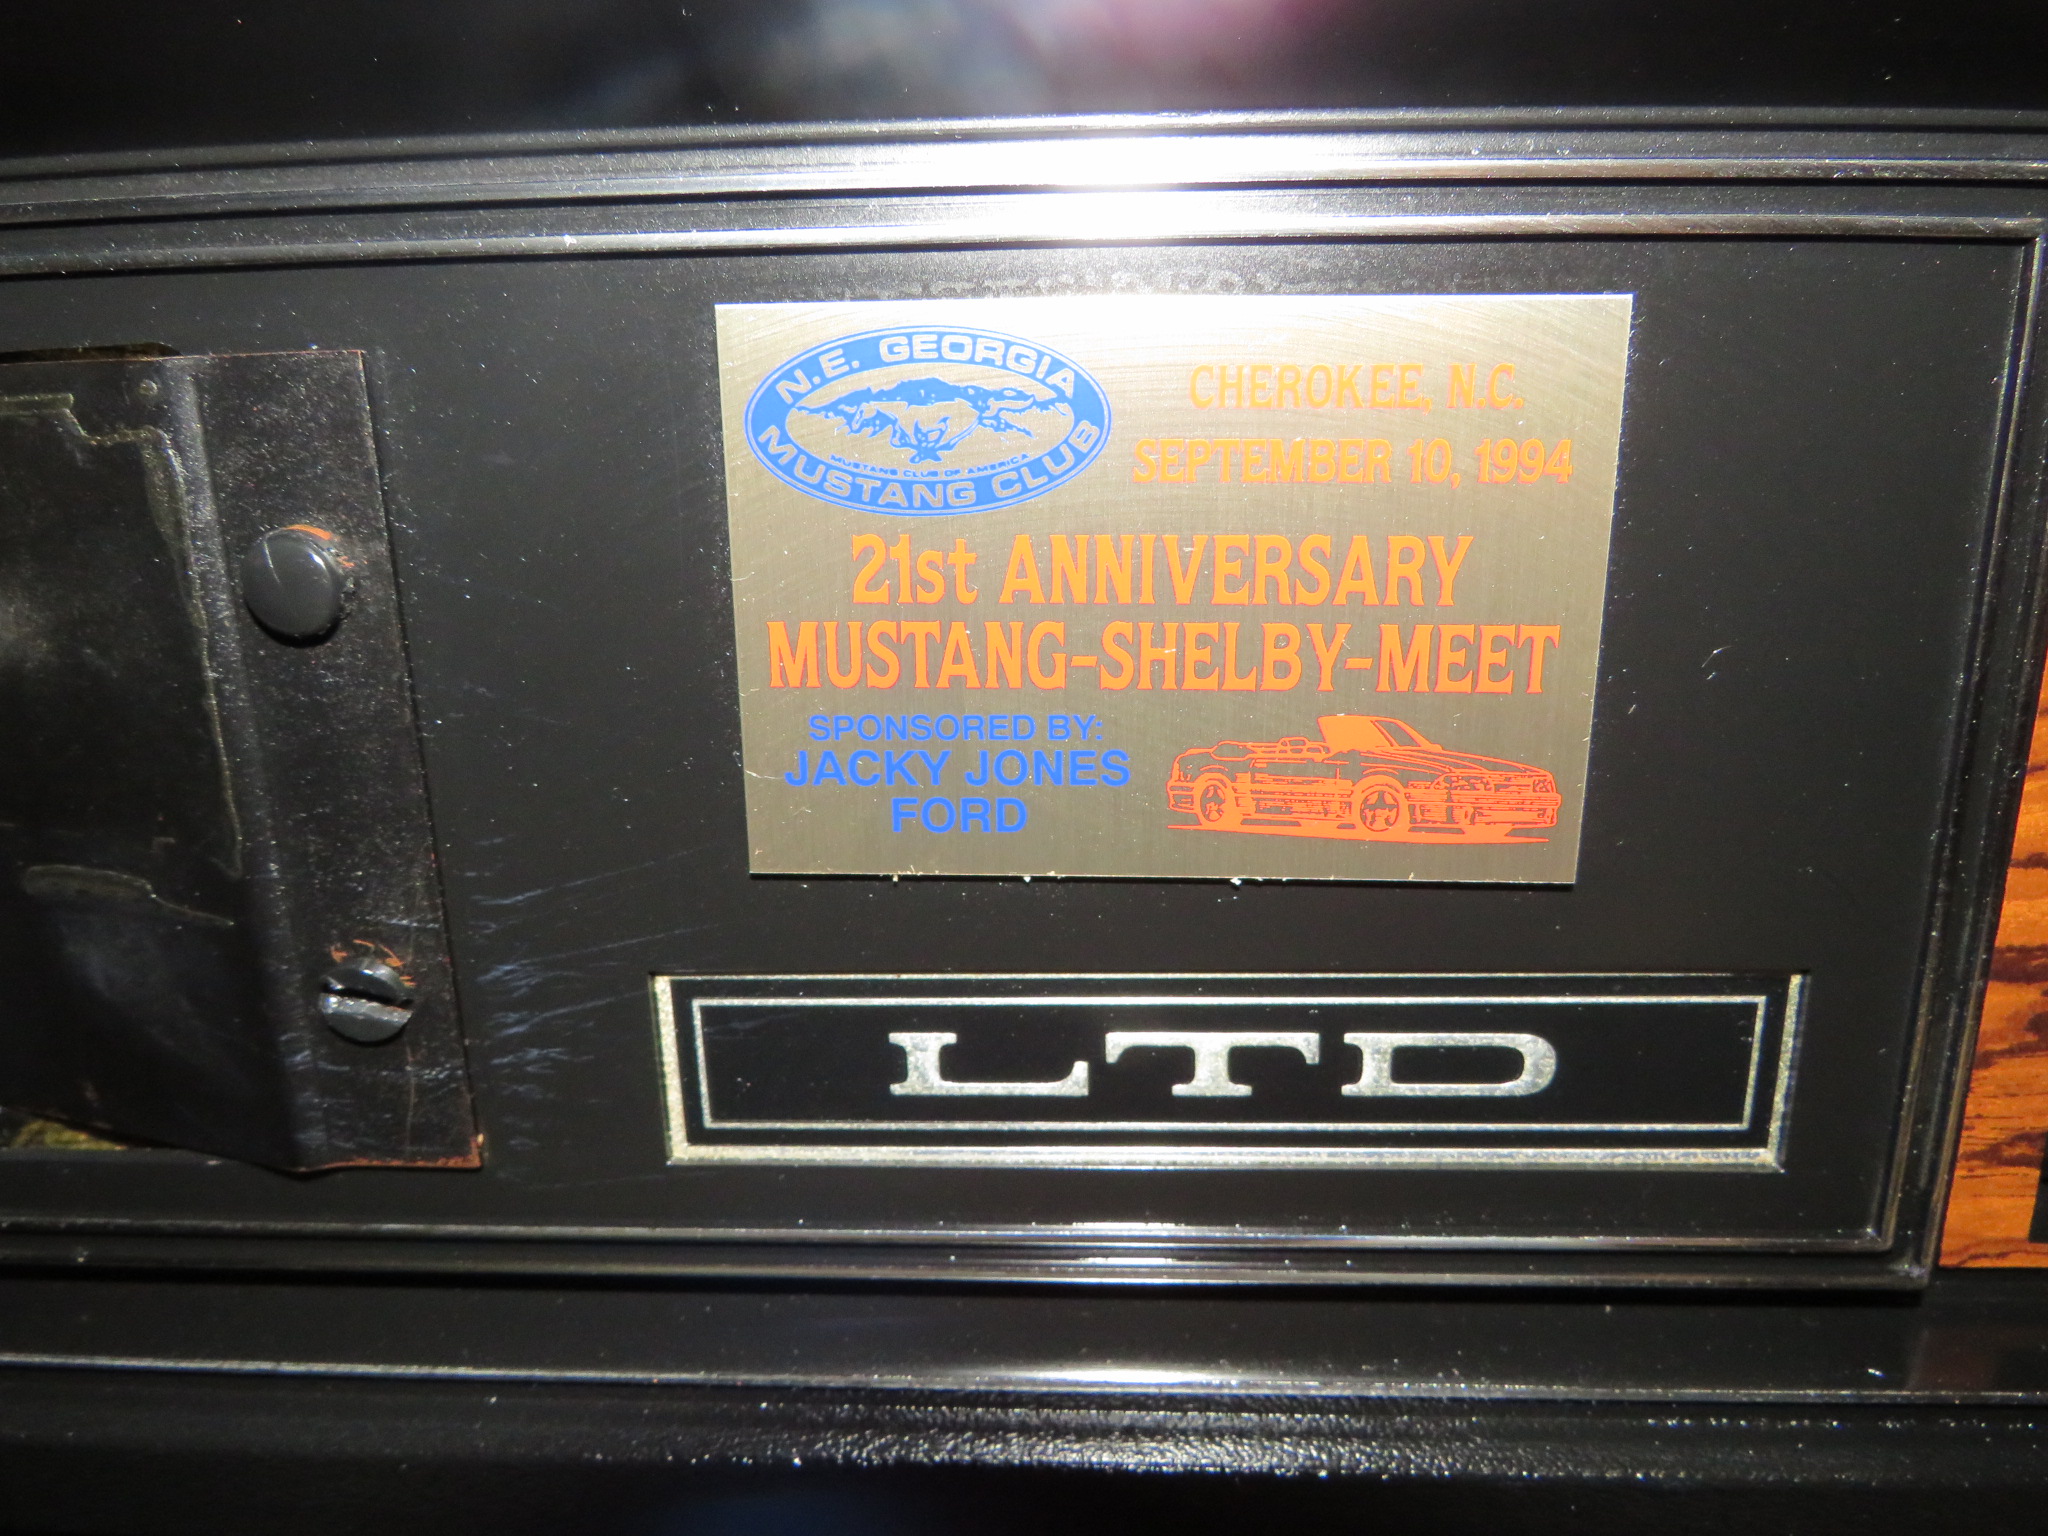 N.E. GEORGIA
MUSTANG CLUB OF AMERICA
MUSTANG CLUB
CHEROKEE, N.C.
SEPTEMBER 10, 1994
21st ANNIVERSARY
MUSTANG-SHELBY-MEET
SPONSORED BY:
JACKY JONES
FORD
LTD